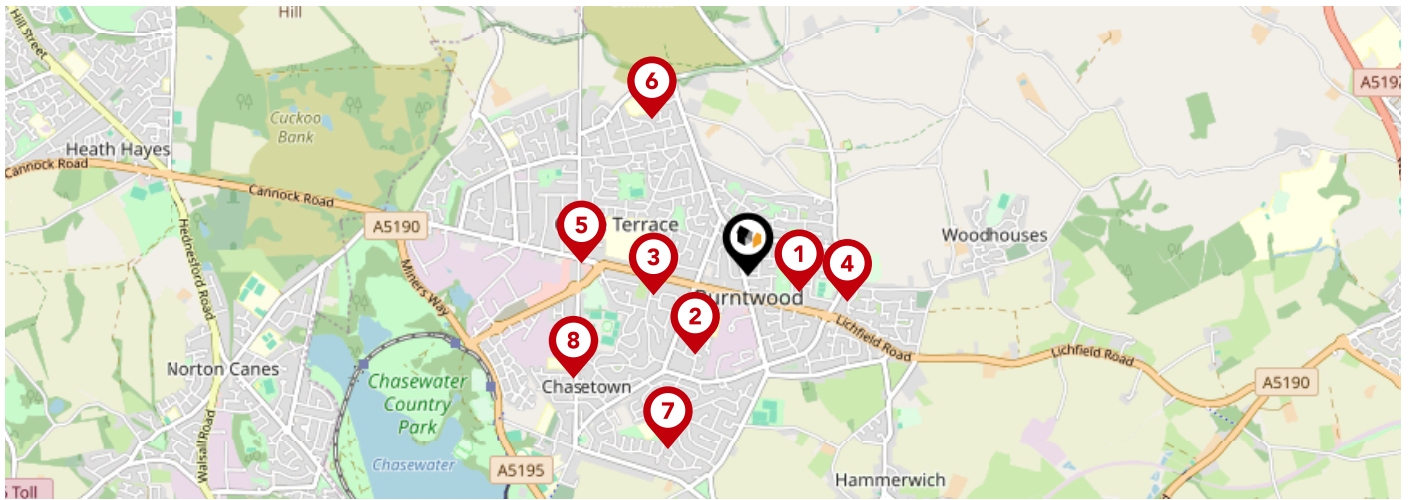 Hill
Hill Street
A5192
6
Cuckoo
Bank
Heath Hayes
Cannock Road
Cannock Road
A5190
5
Terrace
Woodhouses
3
1
4
Hednesford Road
Miners Way
Burntwood
2
Lichfield Road
Lichfield Road
8
Norton Canes
Chasetown
A5190
Chasewater
Country
Park
7
Walsall Road
Chasewater
A5195
Hammerwich
Toll